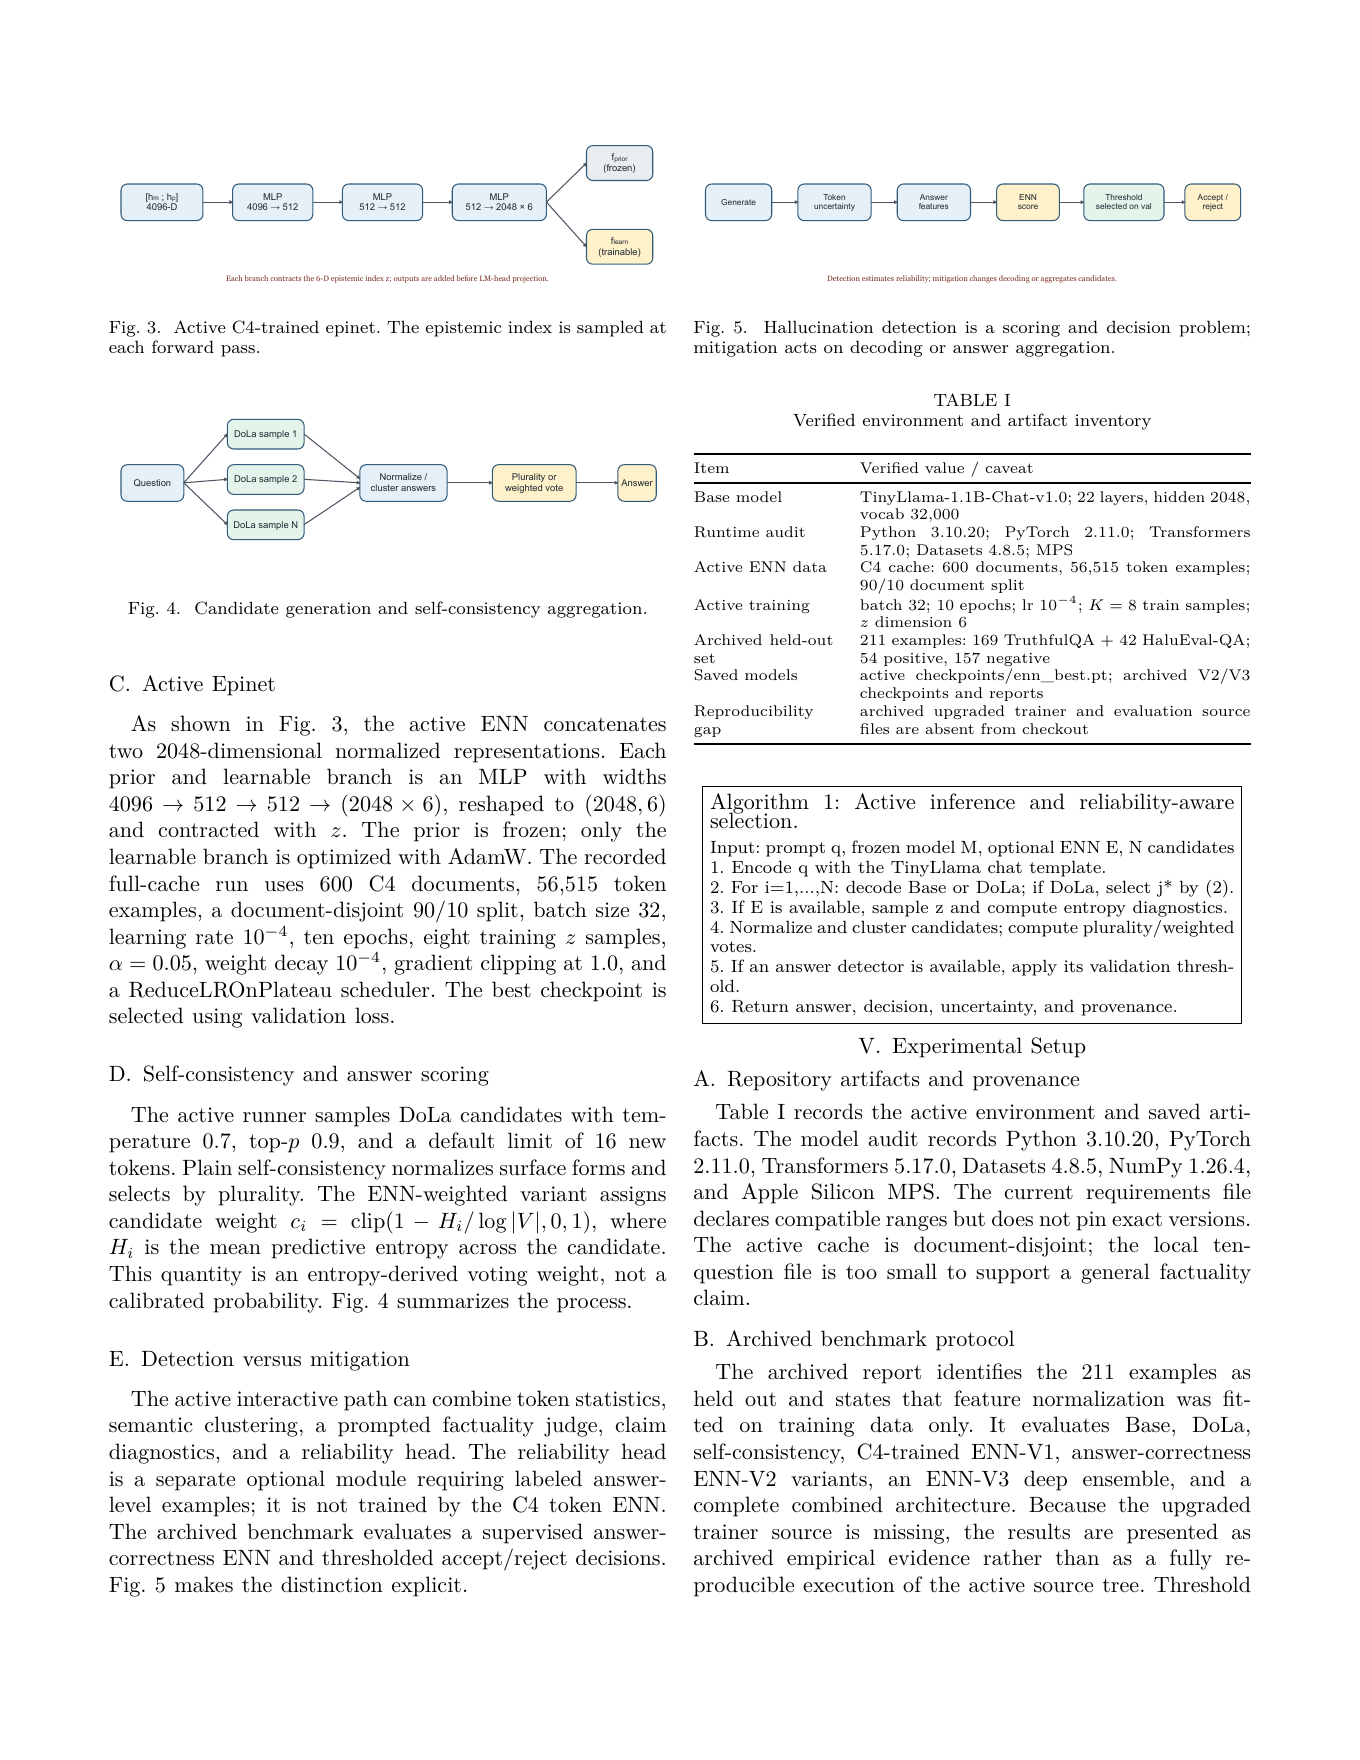 [hm ; hp]
4096-D
MLP
4096 → 512
MLP
512 → 512
MLP
512 → 2048 × 6
fprior
(frozen)
flearn
(trainable)
Each branch contracts the 6-D epistemic index z; outputs are added before LM-head projection.
Fig. 3. Active C4-trained epinet. The epistemic index is sampled at
each forward pass.
Question
DoLa sample 1
DoLa sample 2
DoLa sample N
Normalize /
cluster answers
Plurality or
weighted vote
Answer
Fig. 4. Candidate generation and self-consistency aggregation.
C. Active Epinet
As shown in Fig. 3, the active ENN concatenates
two 2048-dimensional normalized representations. Each
prior and learnable branch is an MLP with widths
4096 → 512 → 512 → (2048 × 6), reshaped to (2048, 6)
and contracted with z. The prior is frozen; only the
learnable branch is optimized with AdamW. The recorded
full-cache run uses 600 C4 documents, 56,515 token
examples, a document-disjoint 90/10 split, batch size 32,
learning rate 10⁻⁴, ten epochs, eight training z samples,
α = 0.05, weight decay 10⁻⁴, gradient clipping at 1.0, and
a ReduceLROnPlateau scheduler. The best checkpoint is
selected using validation loss.
D. Self-consistency and answer scoring
The active runner samples DoLa candidates with tem-
perature 0.7, top-p 0.9, and a default limit of 16 new
tokens. Plain self-consistency normalizes surface forms and
selects by plurality. The ENN-weighted variant assigns
candidate weight cᵢ = clip(1 − Hᵢ/ log |V|, 0, 1), where
Hᵢ is the mean predictive entropy across the candidate.
This quantity is an entropy-derived voting weight, not a
calibrated probability. Fig. 4 summarizes the process.
E. Detection versus mitigation
The active interactive path can combine token statistics,
semantic clustering, a prompted factuality judge, claim
diagnostics, and a reliability head. The reliability head
is a separate optional module requiring labeled answer-
level examples; it is not trained by the C4 token ENN.
The archived benchmark evaluates a supervised answer-
correctness ENN and thresholded accept/reject decisions.
Fig. 5 makes the distinction explicit.
Generate
Token
uncertainty
Answer
features
ENN
score
Threshold
selected on val
Accept /
reject
Detection estimates reliability; mitigation changes decoding or aggregates candidates.
Fig. 5. Hallucination detection is a scoring and decision problem;
mitigation acts on decoding or answer aggregation.
TABLE I
Verified environment and artifact inventory
Item Verified value / caveat
Base model TinyLlama-1.1B-Chat-v1.0; 22 layers, hidden 2048,
vocab 32,000
Runtime audit Python 3.10.20; PyTorch 2.11.0; Transformers
5.17.0; Datasets 4.8.5; MPS
Active ENN data C4 cache: 600 documents, 56,515 token examples;
90/10 document split
Active training batch 32; 10 epochs; lr 10⁻⁴; K = 8 train samples;
z dimension 6
Archived held-out 211 examples: 169 TruthfulQA + 42 HaluEval-QA;
set 54 positive, 157 negative
Saved models active checkpoints/enn_best.pt; archived V2/V3
checkpoints and reports
Reproducibility archived upgraded trainer and evaluation source
gap files are absent from checkout
Algorithm 1: Active inference and reliability-aware
selection.
Input: prompt q, frozen model M, optional ENN E, N candidates
1. Encode q with the TinyLlama chat template.
2. For i=1,...,N: decode Base or DoLa; if DoLa, select j* by (2).
3. If E is available, sample z and compute entropy diagnostics.
4. Normalize and cluster candidates; compute plurality/weighted
votes.
5. If an answer detector is available, apply its validation thresh-
old.
6. Return answer, decision, uncertainty, and provenance.
V. Experimental Setup
A. Repository artifacts and provenance
Table I records the active environment and saved arti-
facts. The model audit records Python 3.10.20, PyTorch
2.11.0, Transformers 5.17.0, Datasets 4.8.5, NumPy 1.26.4,
and Apple Silicon MPS. The current requirements file
declares compatible ranges but does not pin exact versions.
The active cache is document-disjoint; the local ten-
question file is too small to support a general factuality
claim.
B. Archived benchmark protocol
The archived report identifies the 211 examples as
held out and states that feature normalization was fit-
ted on training data only. It evaluates Base, DoLa,
self-consistency, C4-trained ENN-V1, answer-correctness
ENN-V2 variants, an ENN-V3 deep ensemble, and a
complete combined architecture. Because the upgraded
trainer source is missing, the results are presented as
archived empirical evidence rather than as a fully re-
producible execution of the active source tree. Threshold